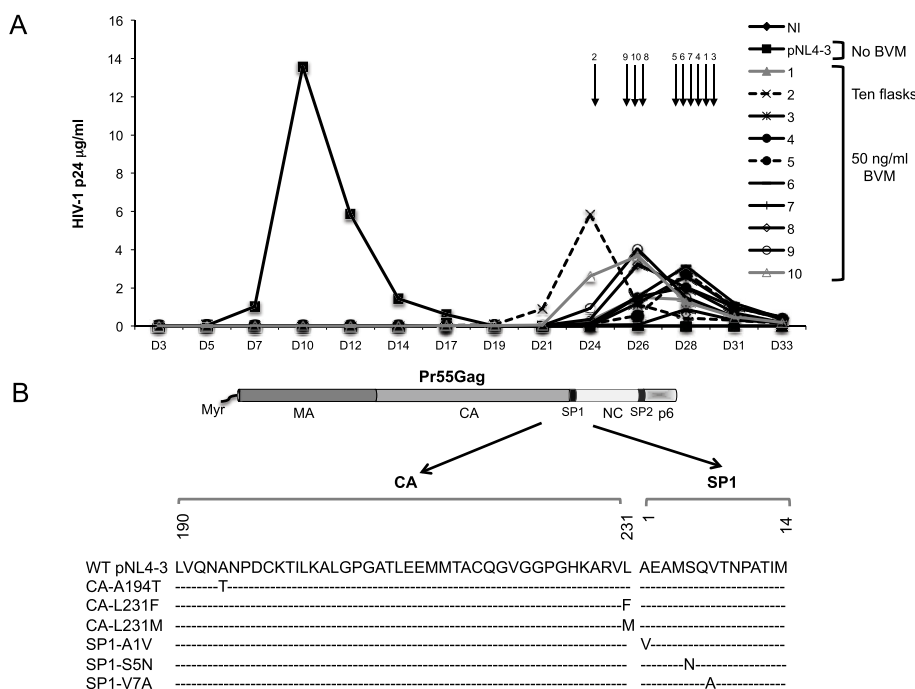 A
16
14
12
10
8
6
4
2
0
HIV-1 p24 µg/ml
D3 D5 D7 D10 D12 D14 D17 D19 D21 D24 D26 D28 D31 D33
2 9 10 8 5 6 7 4 1 3
NI
pNL4-3
1
2
3
4
5
6
7
8
9
10
No BVM
Ten flasks
50 ng/ml
BVM
B
Pr55Gag
Myr MA CA SP1 NC SP2 p6
CA SP1
190 231 1 14
WT pNL4-3 LVQNANPDCKTILKALGPGATLEEMMTACQGVGGPGHKARVL AEAMSQVTNPATIM
CA-A194T -----T-------------------------------------
CA-L231F F
CA-L231M M
SP1-A1V V
SP1-S5N N
SP1-V7A A